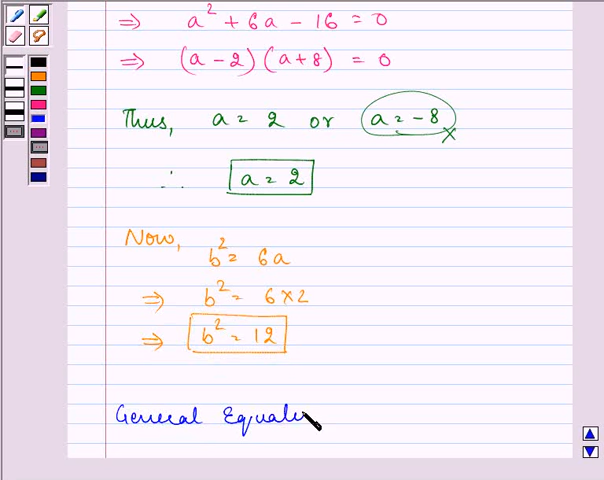 ⇒ a² + 6a − 16 = 0
⇒ (a − 2) (a + 8) = 0
Thus, a = 2 or a = − 8 ×
∴ a = 2
Now,
b² = 6a
⇒ b² = 6 × 2
⇒ b² = 12
General